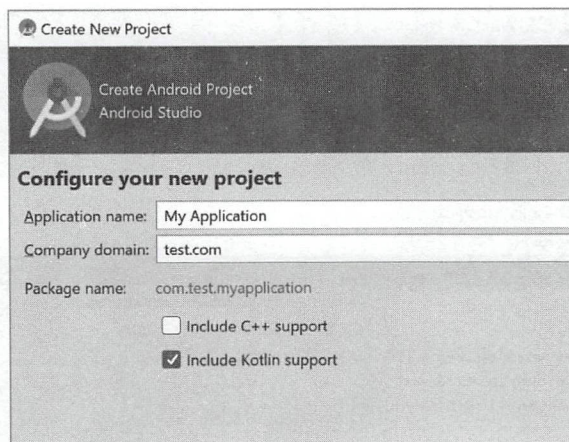 Create New Project
Create Android Project
Android Studio
Configure your new project
Application name: My Application
Company domain: test.com
Package name: com.test.myapplication
Include C++ support
Include Kotlin support